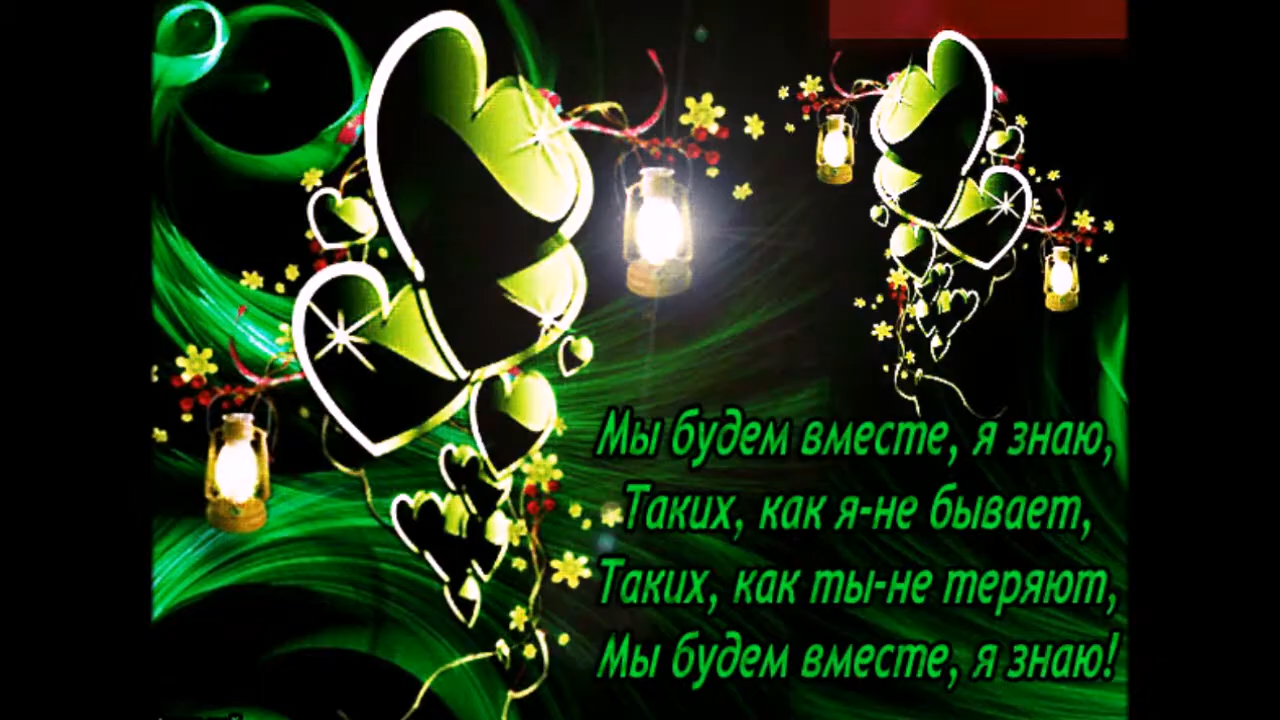 Мы будем вместе, я знаю,
Таких, как я-не бывает,
Таких, как ты-не теряют,
Мы будем вместе, я знаю!